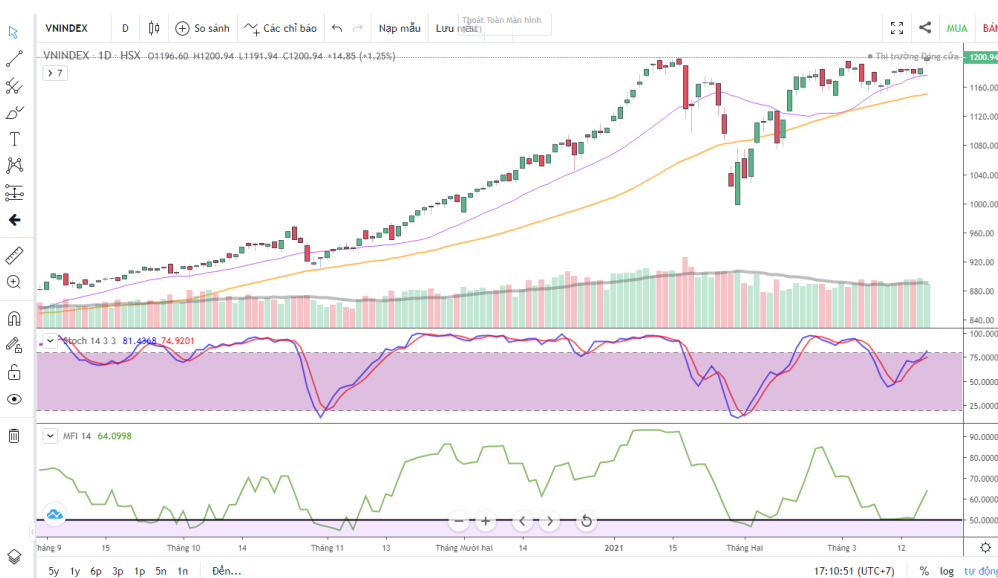 VNINDEX D So sánh Các chỉ báo Nạp mẫu Lưu mẫu Thoát Toàn Màn hình MUA BÁN
VNINDEX · 1D · HSX O1196.60 H1200.94 L1191.94 C1200.94 +14.85 (+1.25%)
Thị trường Đóng cửa
1200.94
7
1160.00
1120.00
1080.00
1040.00
1000.00
960.00
920.00
880.00
840.00
Stoch 14 3 3 81.4368 74.9201
100.0000
75.0000
50.0000
25.0000
MFI 14 64.0998
90.0000
70.0000
60.0000
50.0000
Tháng 9 15 Tháng 10 14 Tháng 11 13 Tháng Mười hai 14 2021 15 Tháng Hai Tháng 3 12
5y 1y 6p 3p 1p 5n 1n Đến... 17:10:51 (UTC+7) % log tự động